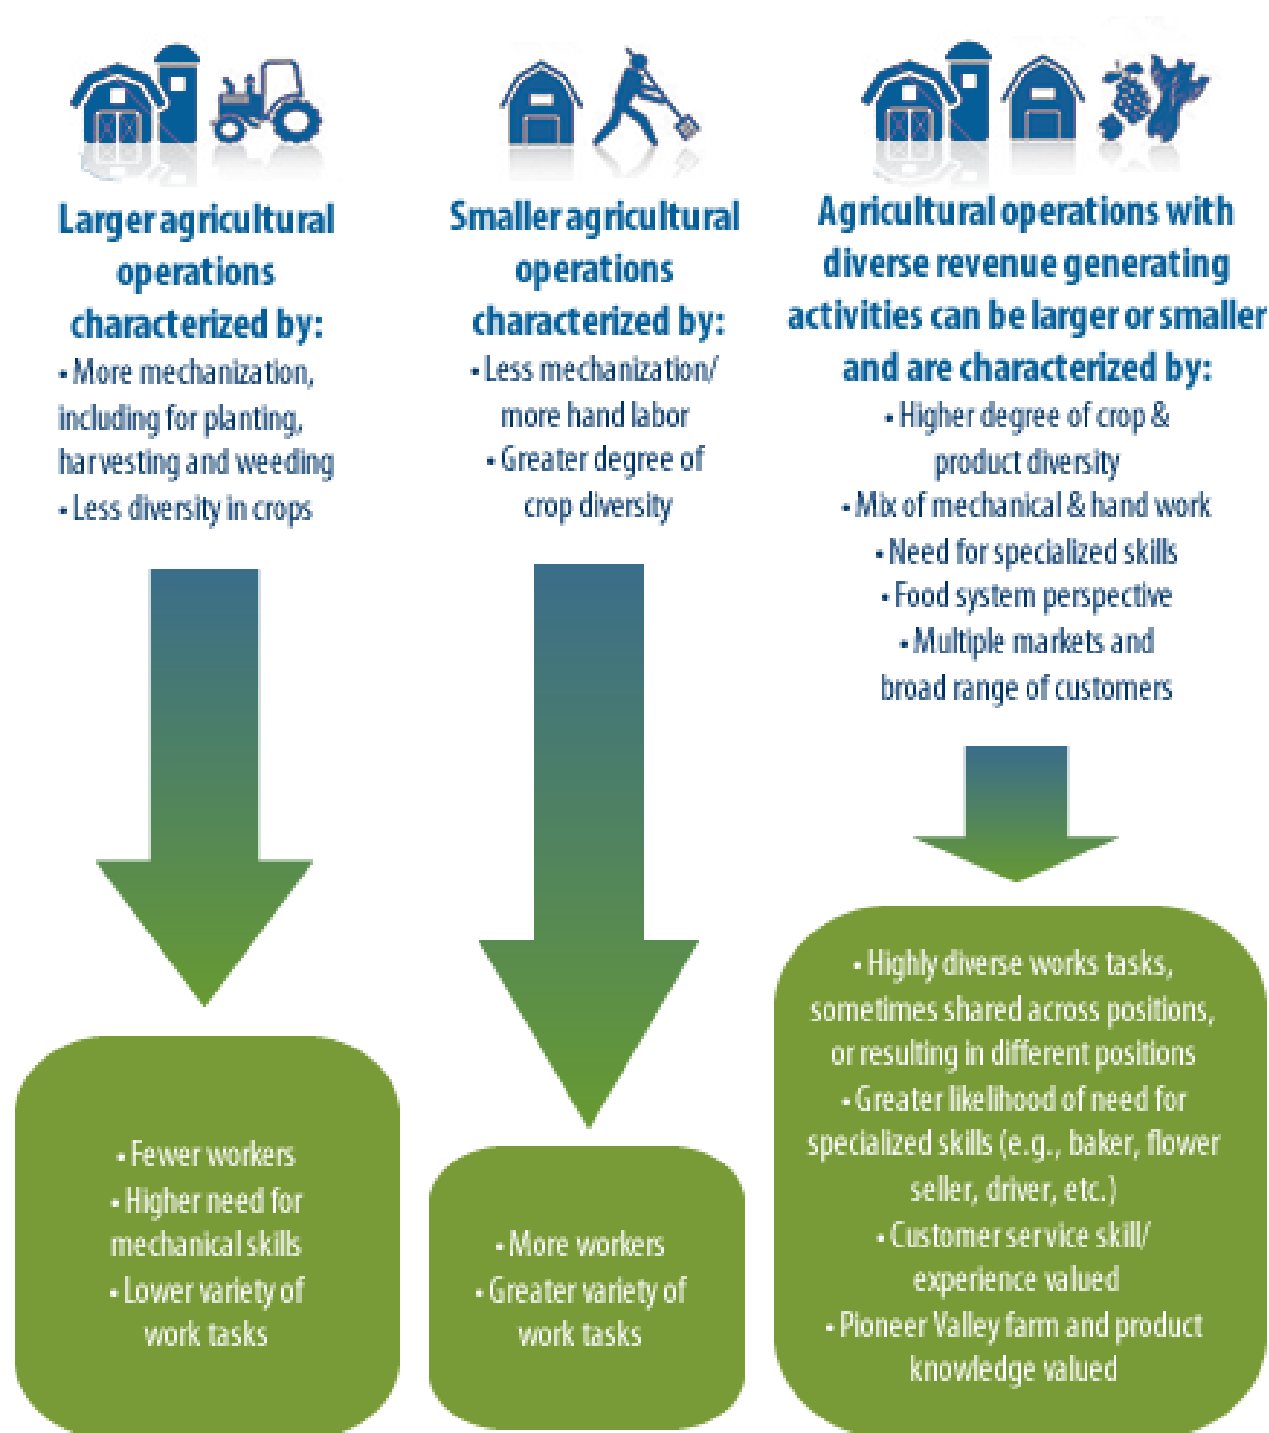 Larger agricultural
operations
characterized by:
• More mechanization,
including for planting,
harvesting and weeding
• Less diversity in crops
• Fewer workers
• Higher need for
mechanical skills
• Lower variety of
work tasks
Smaller agricultural
operations
characterized by:
• Less mechanization/
more hand labor
• Greater degree of
crop diversity
• More workers
• Greater variety of
work tasks
Agricultural operations with
diverse revenue generating
activities can be larger or smaller
and are characterized by:
• Higher degree of crop &
product diversity
• Mix of mechanical & hand work
• Need for specialized skills
• Food system perspective
• Multiple markets and
broad range of customers
• Highly diverse works tasks,
sometimes shared across positions,
or resulting in different positions
• Greater likelihood of need for
specialized skills (e.g., baker, flower
seller, driver, etc.)
• Customer service skill/
experience valued
• Pioneer Valley farm and product
knowledge valued